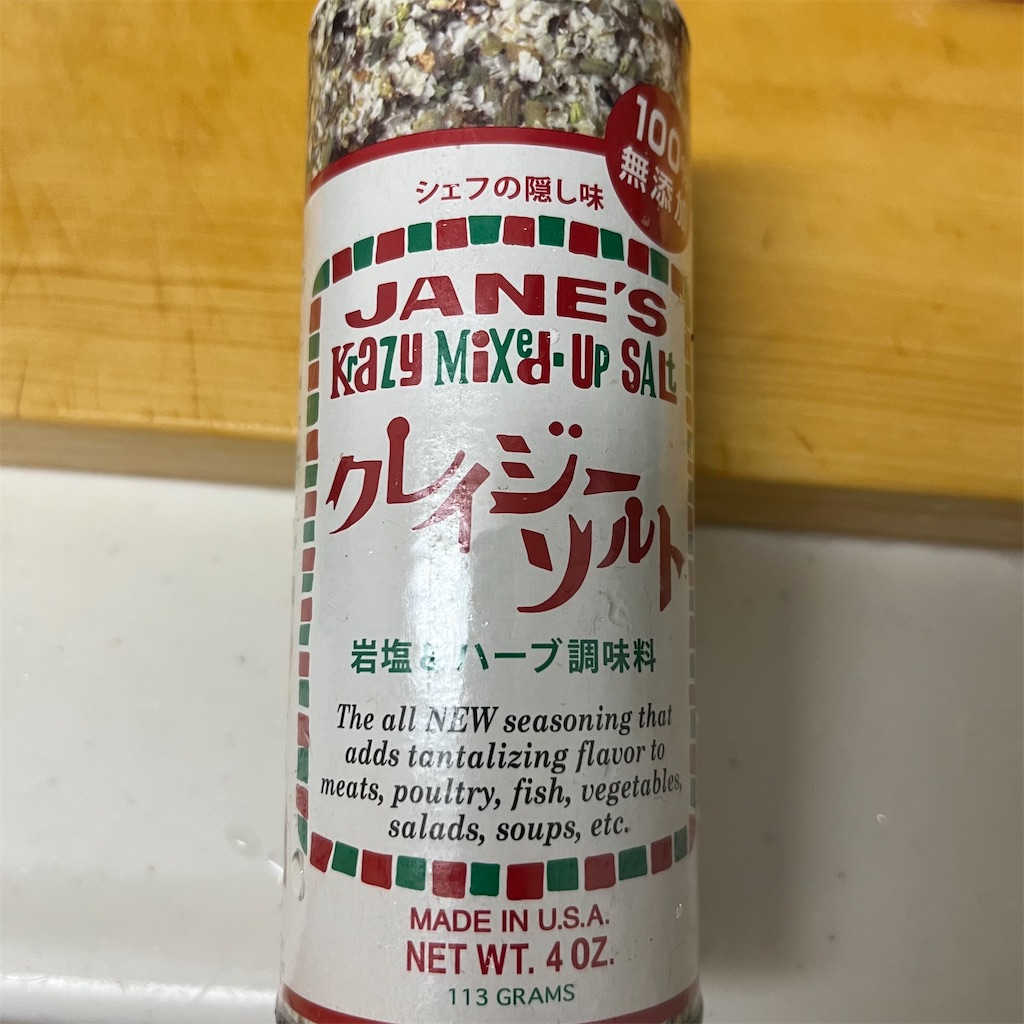 100%
無添加
シェフの隠し味
JANE'S
Krazy Mixed-Up SALt
クレイジー
ソルト
岩塩&ハーブ調味料
The all NEW seasoning that
adds tantalizing flavor to
meats, poultry, fish, vegetables,
salads, soups, etc.
MADE IN U.S.A.
NET WT. 4 OZ.
113 GRAMS